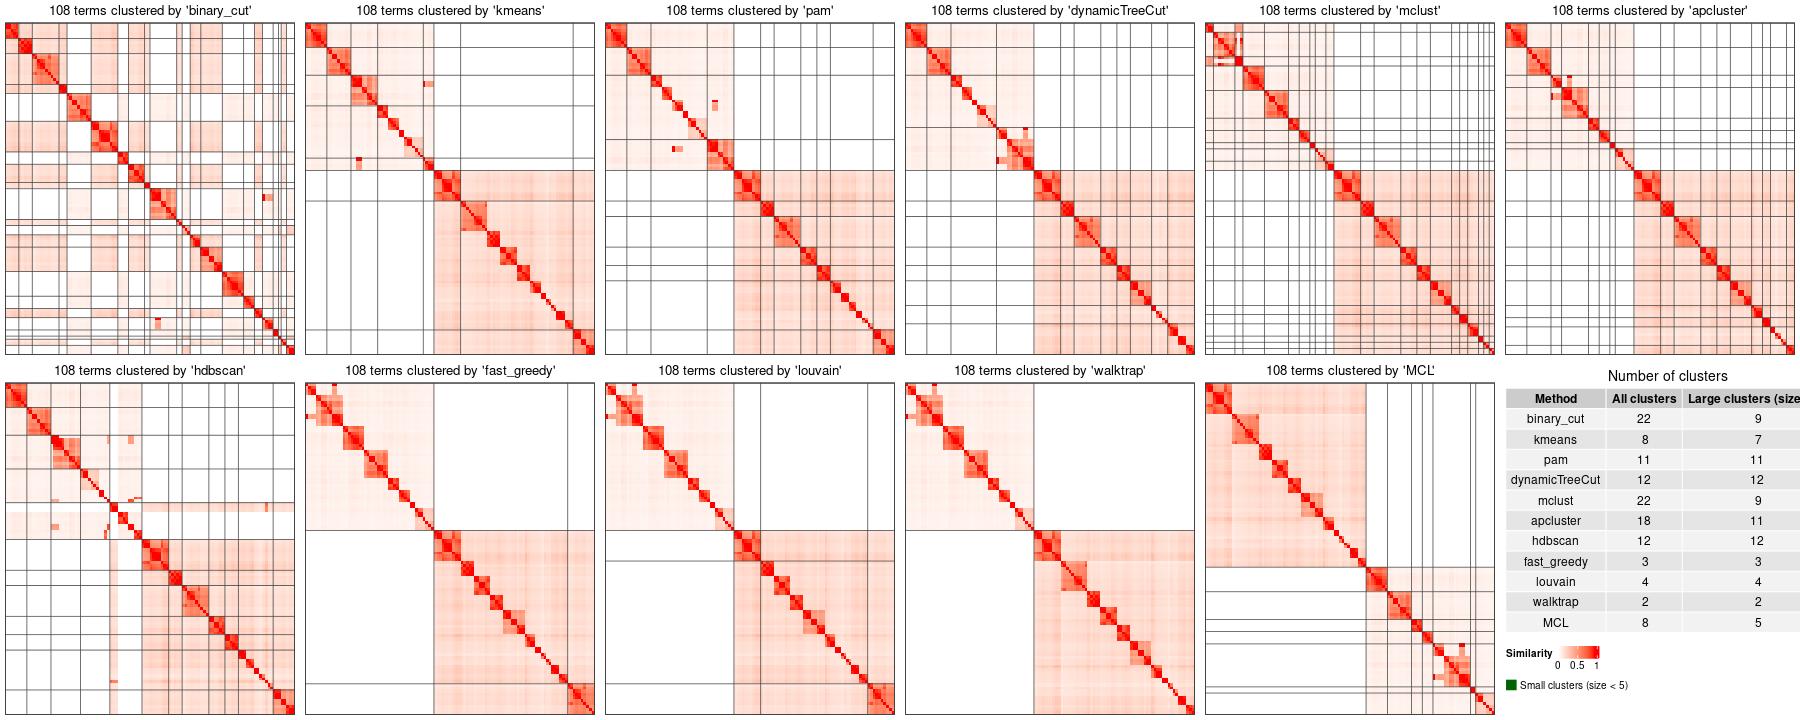 108 terms clustered by 'binary_cut'
108 terms clustered by 'kmeans'
108 terms clustered by 'pam'
108 terms clustered by 'dynamicTreeCut'
108 terms clustered by 'mclust'
108 terms clustered by 'apcluster'
108 terms clustered by 'hdbscan'
108 terms clustered by 'fast_greedy'
108 terms clustered by 'louvain'
108 terms clustered by 'walktrap'
108 terms clustered by 'MCL'
Number of clusters
Method All clusters Large clusters (size
binary_cut 22 9
kmeans 8 7
pam 11 11
dynamicTreeCut 12 12
mclust 22 9
apcluster 18 11
hdbscan 12 12
fast_greedy 3 3
louvain 4 4
walktrap 2 2
MCL 8 5
Similarity
0 0.5 1
Small clusters (size < 5)